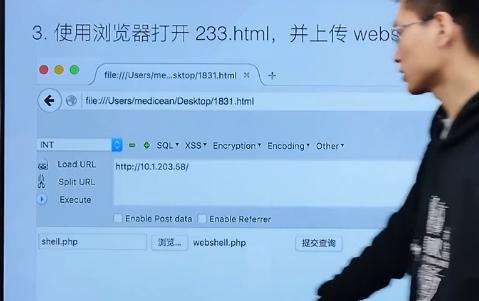 3. 使用浏览器打开 233.html，并上传 webs
file:///Users/me...sktop/1831.html
file:///Users/medicean/Desktop/1831.html
INT SQL XSS Encryption Encoding Other
Load URL http://10.1.203.58/
Split URL
Execute
Enable Post data Enable Referrer
shell.php 浏览... webshell.php 提交查询